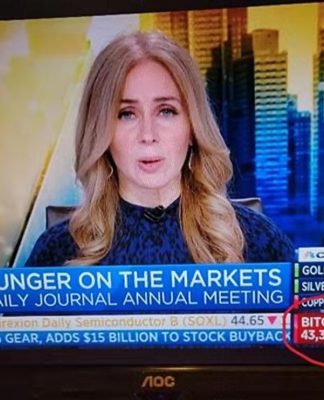 C
GOL
SILVE
COPP
UNGER ON THE MARKETS
AILY JOURNAL ANNUAL MEETING
irexion Daily Semiconductor B (SOXL) 44.65▼
GEAR, ADDS $15 BILLION TO STOCK BUYBACK
BITC
43,3
AOC